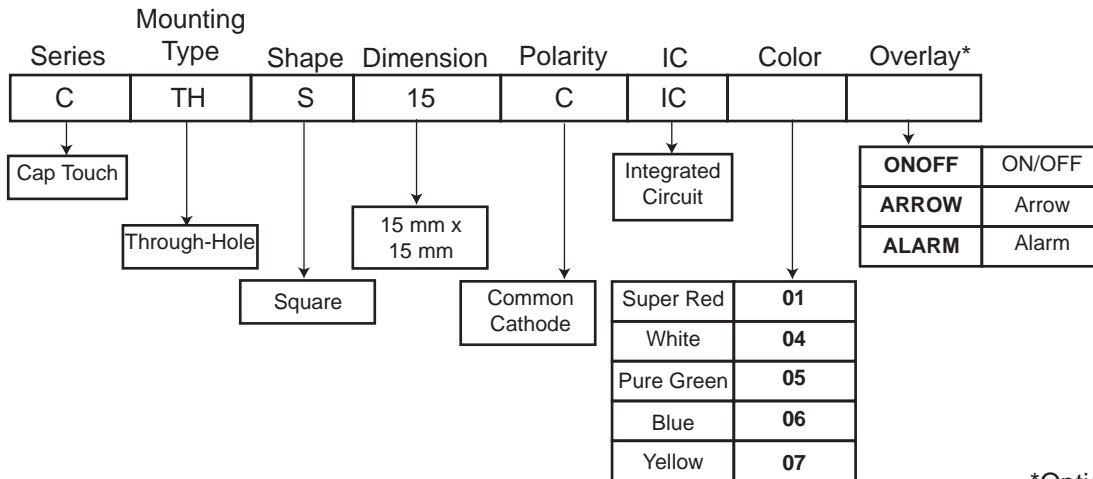 Mounting
Series Type Shape Dimension Polarity IC Color Overlay*
C TH S 15 C IC
Cap Touch
Through-Hole
Square
15 mm x
15 mm
Common
Cathode
Integrated
Circuit
Super Red 01
White 04
Pure Green 05
Blue 06
Yellow 07
ONOFF ON/OFF
ARROW Arrow
ALARM Alarm